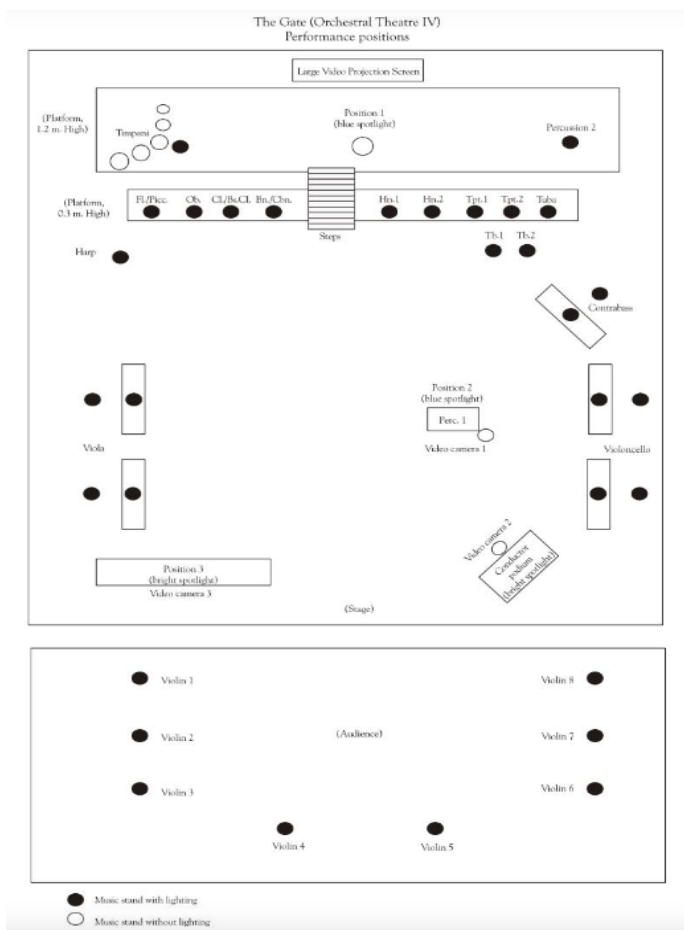 The Gate (Orchestral Theatre IV)
Performance positions
Large Video Projection Screen
(Platform,
1.2 m. High)
Timpani
Position 1
(blue spotlight)
Percussion 2
(Platform,
0.3 m. High)
Fl./Picc.
Ob.
Cl./Bs.Cl.
Bn./Cbn.
Hn.1
Hn.2
Tpt.1
Tpt.2
Tuba
Steps
Tb.1
Tb.2
Harp
Contrabass
Position 2
(blue spotlight)
Perc. 1
Video camera 1
Viola
Violoncello
Video camera 2
Conductor
podium
(bright spotlight)
Position 3
(bright spotlight)
Video camera 3
(Stage)
Violin 1
Violin 8
Violin 2
(Audience)
Violin 7
Violin 3
Violin 6
Violin 4
Violin 5
Music stand with lighting
Music stand without lighting